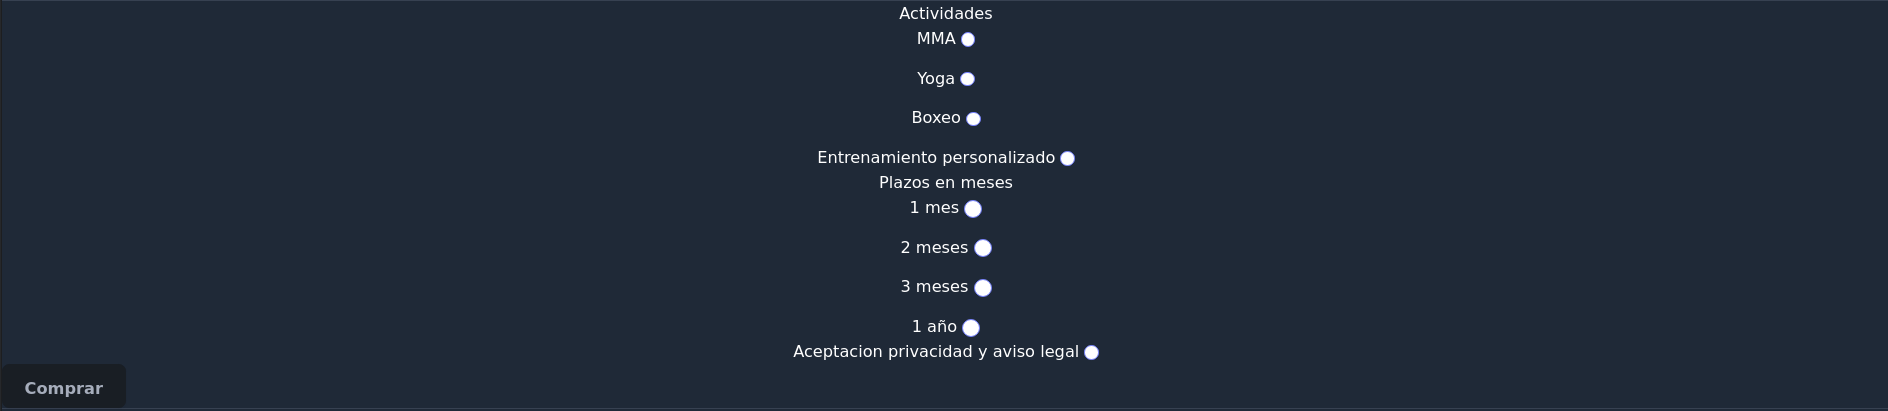 Actividades
MMA
Yoga
Boxeo
Entrenamiento personalizado
Plazos en meses
1 mes
2 meses
3 meses
1 año
Aceptacion privacidad y aviso legal
Comprar